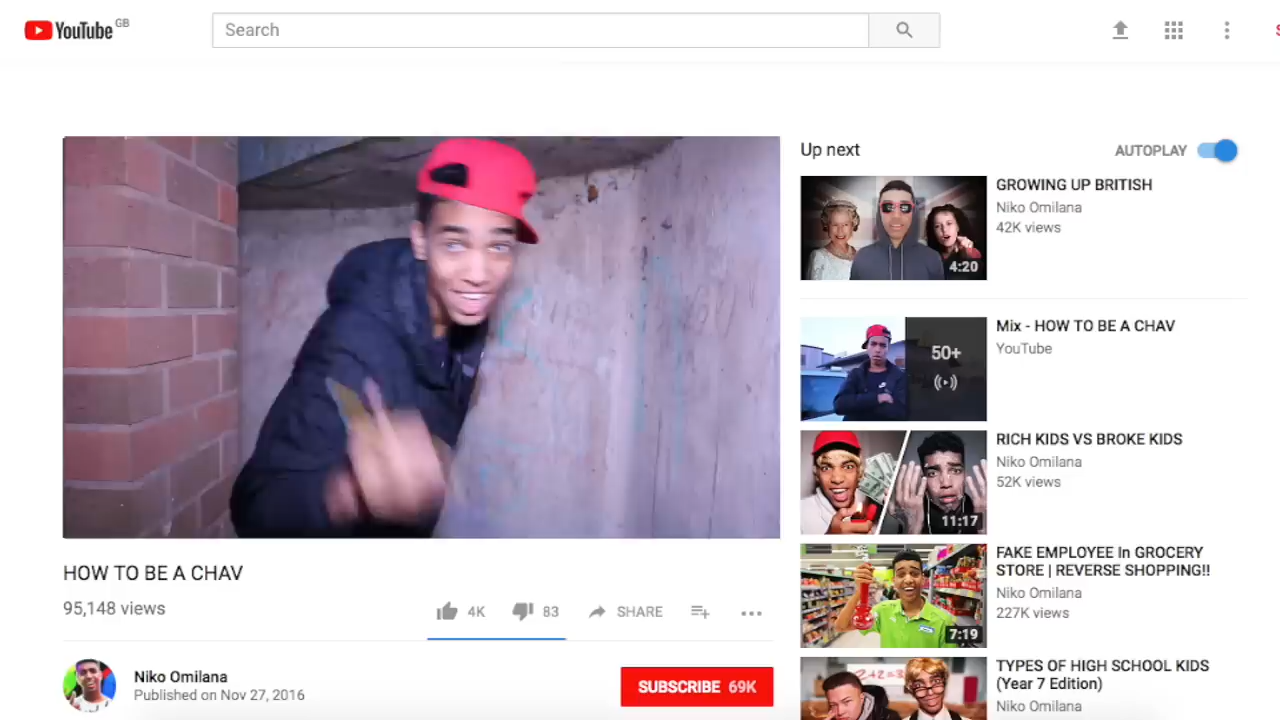 YouTube GB
Search
Up next
AUTOPLAY
GROWING UP BRITISH
Niko Omilana
42K views
4:20
Mix - HOW TO BE A CHAV
YouTube
50+
RICH KIDS VS BROKE KIDS
Niko Omilana
52K views
11:17
FAKE EMPLOYEE In GROCERY
STORE | REVERSE SHOPPING!!
Niko Omilana
227K views
7:19
TYPES OF HIGH SCHOOL KIDS
(Year 7 Edition)
Niko Omilana
2+2=
HOW TO BE A CHAV
95,148 views
4K 83 SHARE
Niko Omilana
Published on Nov 27, 2016
SUBSCRIBE 69K